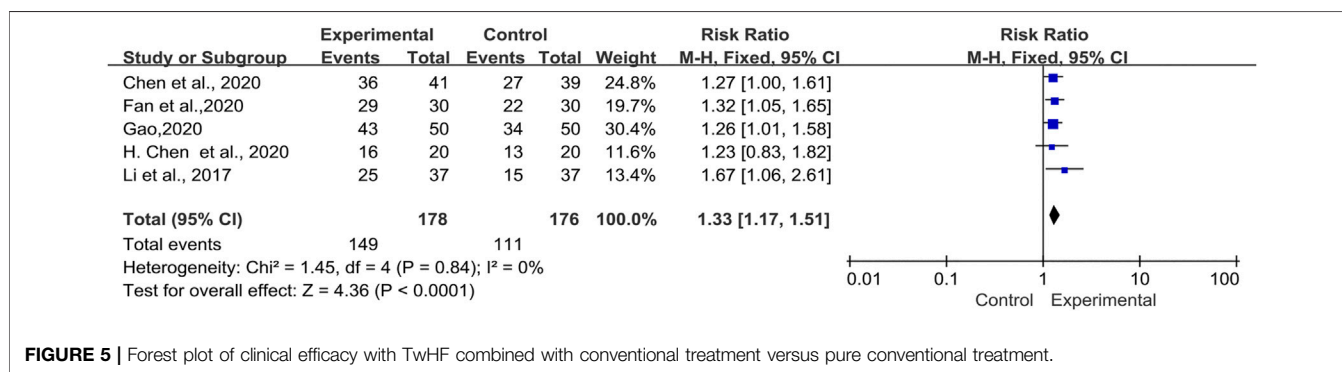 Experimental Control Risk Ratio Risk Ratio
Study or Subgroup Events Total Events Total Weight M-H, Fixed, 95% CI M-H, Fixed, 95% CI
Chen et al., 2020 36 41 27 39 24.8% 1.27 [1.00, 1.61]
Fan et al.,2020 29 30 22 30 19.7% 1.32 [1.05, 1.65]
Gao,2020 43 50 34 50 30.4% 1.26 [1.01, 1.58]
H. Chen et al., 2020 16 20 13 20 11.6% 1.23 [0.83, 1.82]
Li et al., 2017 25 37 15 37 13.4% 1.67 [1.06, 2.61]
Total (95% CI) 178 176 100.0% 1.33 [1.17, 1.51]
Total events 149 111
Heterogeneity: Chi² = 1.45, df = 4 (P = 0.84); I² = 0%
Test for overall effect: Z = 4.36 (P < 0.0001)
0.01 0.1 1 10 100
Control Experimental
FIGURE 5 | Forest plot of clinical efficacy with TwHF combined with conventional treatment versus pure conventional treatment.